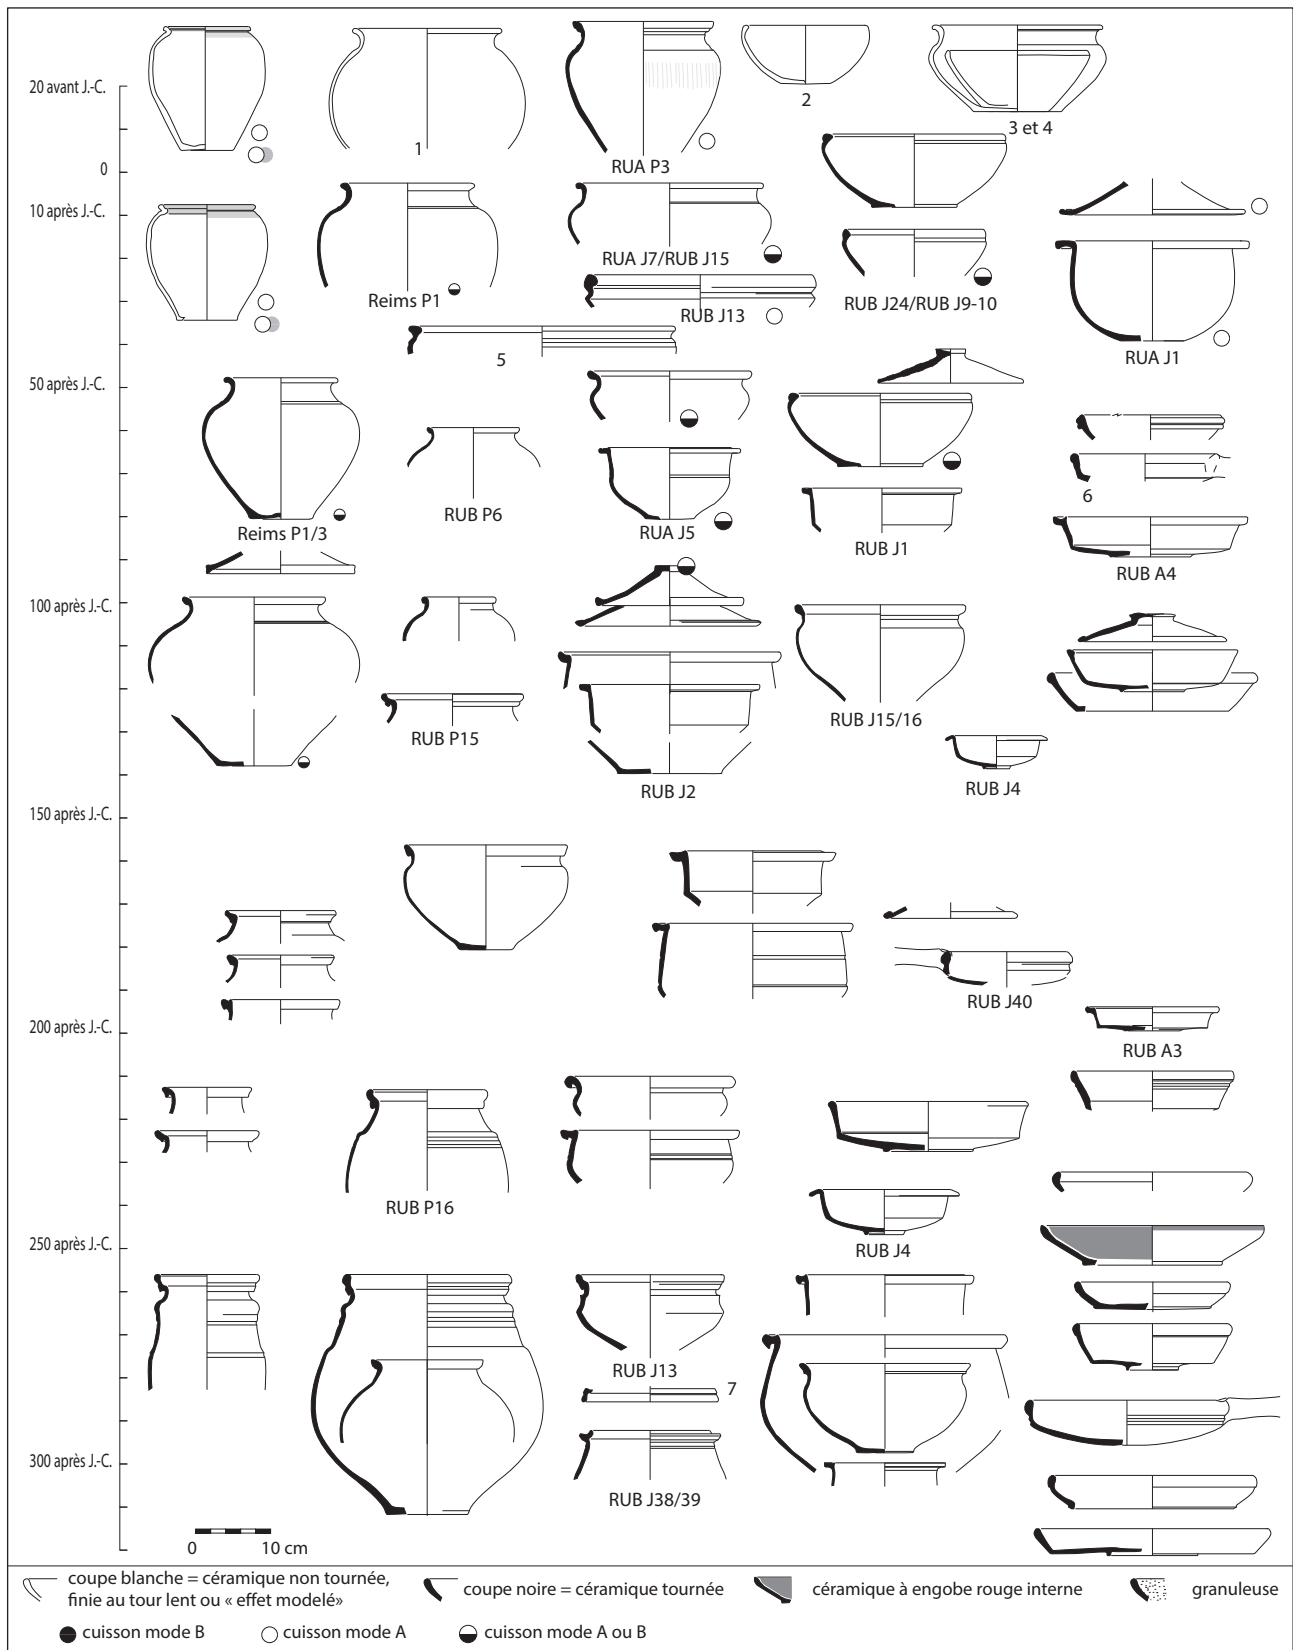 20 avant J.-C.
1
RUA P3
2
3 et 4
0
10 après J.-C.
Reims P1
RUA J7/RUB J15
RUB J13
RUB J24/RUB J9-10
RUA J1
5
50 après J.-C.
Reims P1/3
RUB P6
RUA J5
RUB J1
6
RUB A4
100 après J.-C.
RUB P15
RUB J2
RUB J15/16
RUB J4
150 après J.-C.
RUB J40
200 après J.-C.
RUB A3
RUB P16
RUB J4
250 après J.-C.
RUB J13
7
300 après J.-C.
RUB J38/39
0 10 cm
coupe blanche = céramique non tournée,
finie au tour lent ou « effet modelé»
coupe noire = céramique tournée
céramique à engobe rouge interne
granuleuse
cuisson mode B
cuisson mode A
cuisson mode A ou B